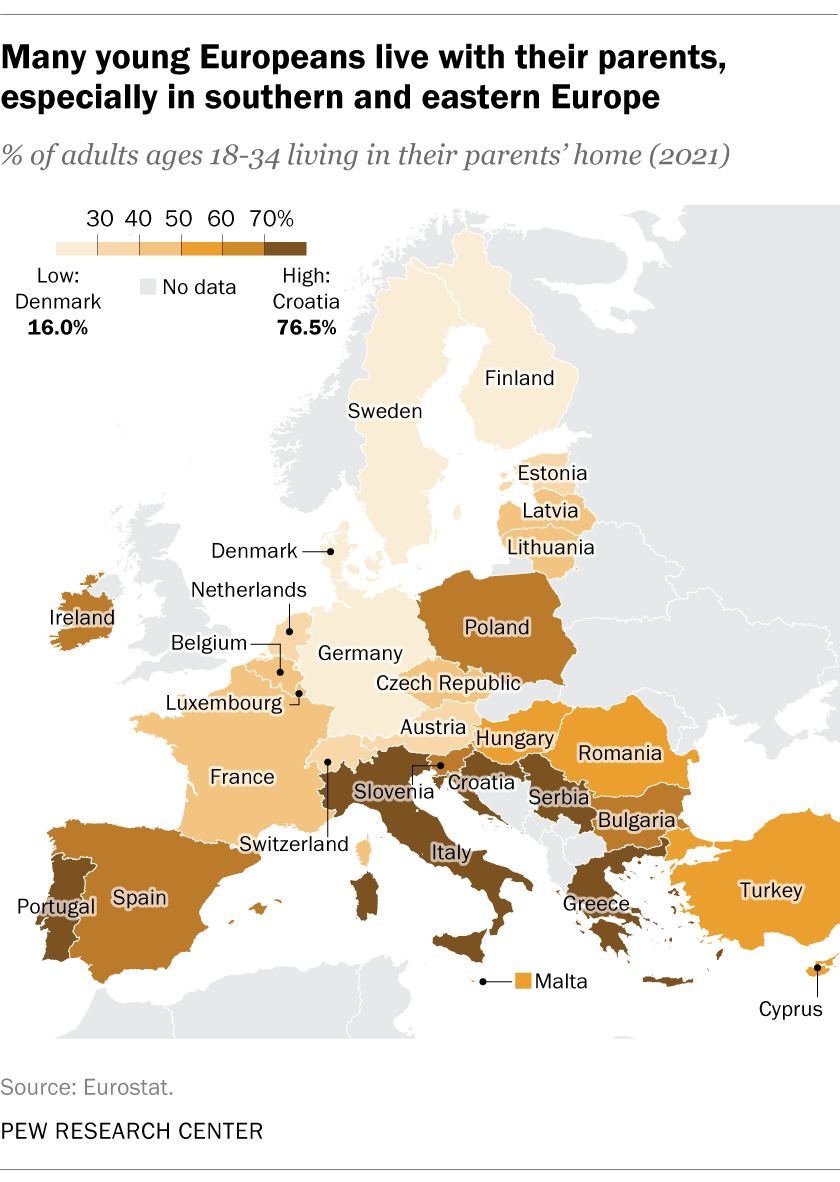 Many young Europeans live with their parents,
especially in southern and eastern Europe
% of adults ages 18-34 living in their parents’ home (2021)
30 40 50 60 70%
Low:
Denmark
16.0%
No data
High:
Croatia
76.5%
Finland
Sweden
Estonia
Latvia
Lithuania
Denmark
Netherlands
Ireland
Poland
Belgium
Germany
Czech Republic
Luxembourg
Austria
Hungary
Romania
France
Slovenia
Croatia
Serbia
Bulgaria
Switzerland
Italy
Turkey
Portugal
Spain
Greece
Malta
Cyprus
Source: Eurostat.
PEW RESEARCH CENTER